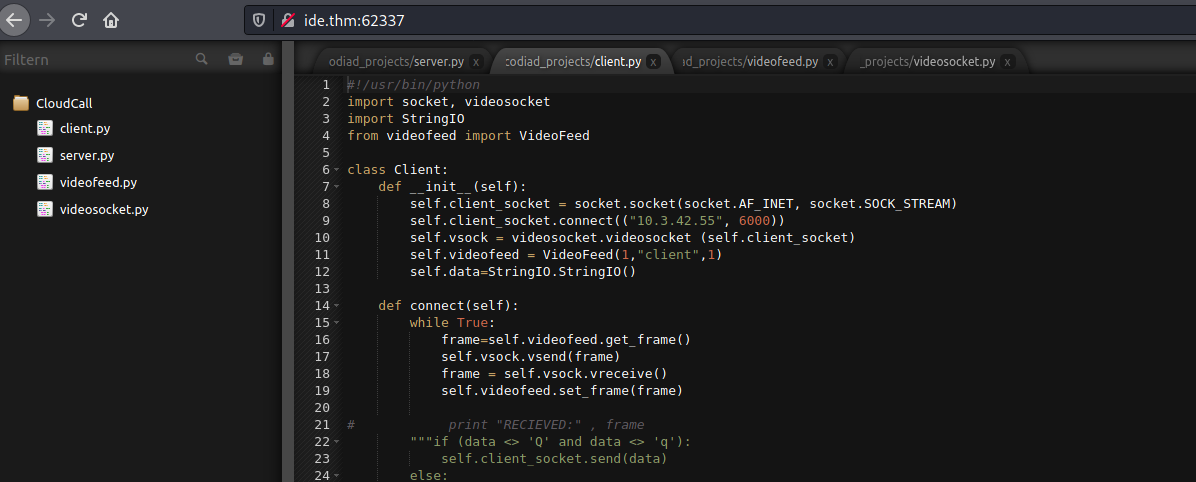 ide.thm:62337
Filtern
CloudCall
client.py
server.py
videofeed.py
videosocket.py
odiad_projects/server.py x
codiad_projects/client.py x
d_projects/videofeed.py x
_projects/videosocket.py x
1 #!/usr/bin/python
2 import socket, videosocket
3 import StringIO
4 from videofeed import VideoFeed
5
6 class Client:
7 def __init__(self):
8 self.client_socket = socket.socket(socket.AF_INET, socket.SOCK_STREAM)
9 self.client_socket.connect(("10.3.42.55", 6000))
10 self.vsock = videosocket.videosocket (self.client_socket)
11 self.videofeed = VideoFeed(1,"client",1)
12 self.data=StringIO.StringIO()
13
14 def connect(self):
15 while True:
16 frame=self.videofeed.get_frame()
17 self.vsock.vsend(frame)
18 frame = self.vsock.vreceive()
19 self.videofeed.set_frame(frame)
20
21 # print "RECIEVED:" , frame
22 """if (data <> 'Q' and data <> 'q'):
23 self.client_socket.send(data)
24 else: